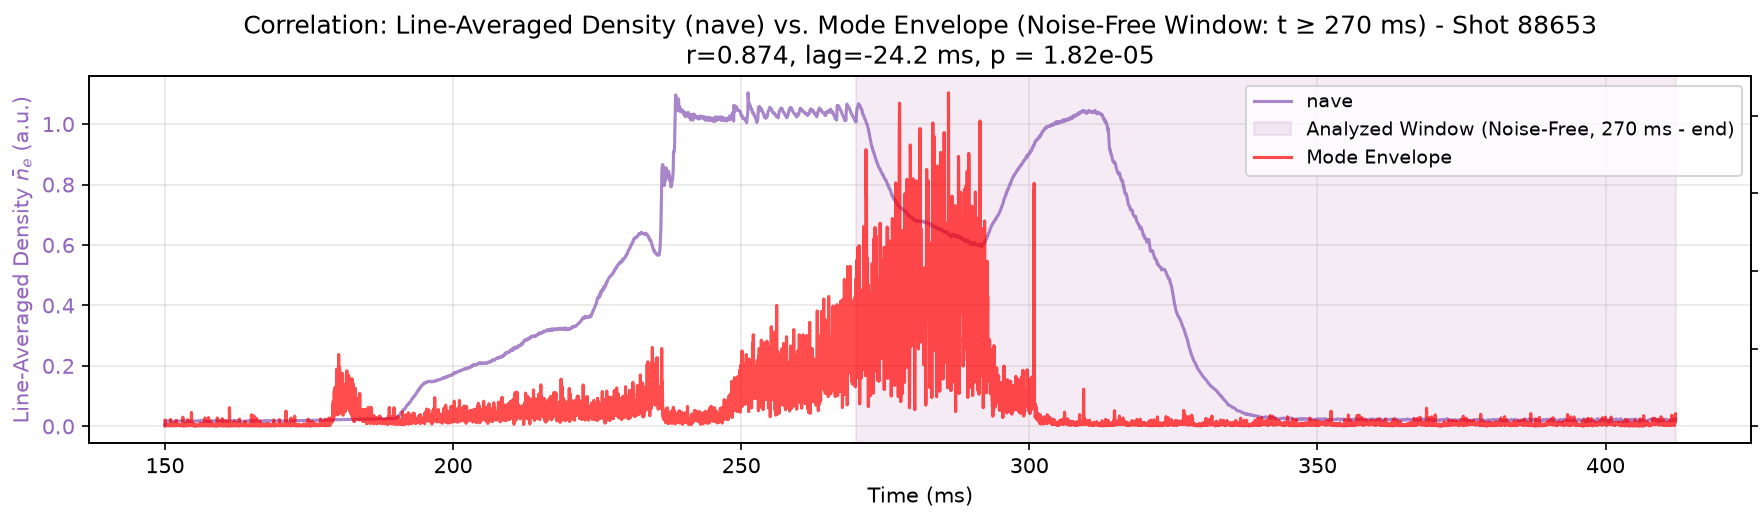 Correlation: Line-Averaged Density (nave) vs. Mode Envelope (Noise-Free Window: t ≥ 270 ms) - Shot 88653
r=0.874, lag=-24.2 ms, p = 1.82e-05
Line-Averaged Density n̄ₑ (a.u.)
1.0
0.8
0.6
0.4
0.2
0.0
nave
Analyzed Window (Noise-Free, 270 ms - end)
Mode Envelope
150 200 250 300 350 400
Time (ms)